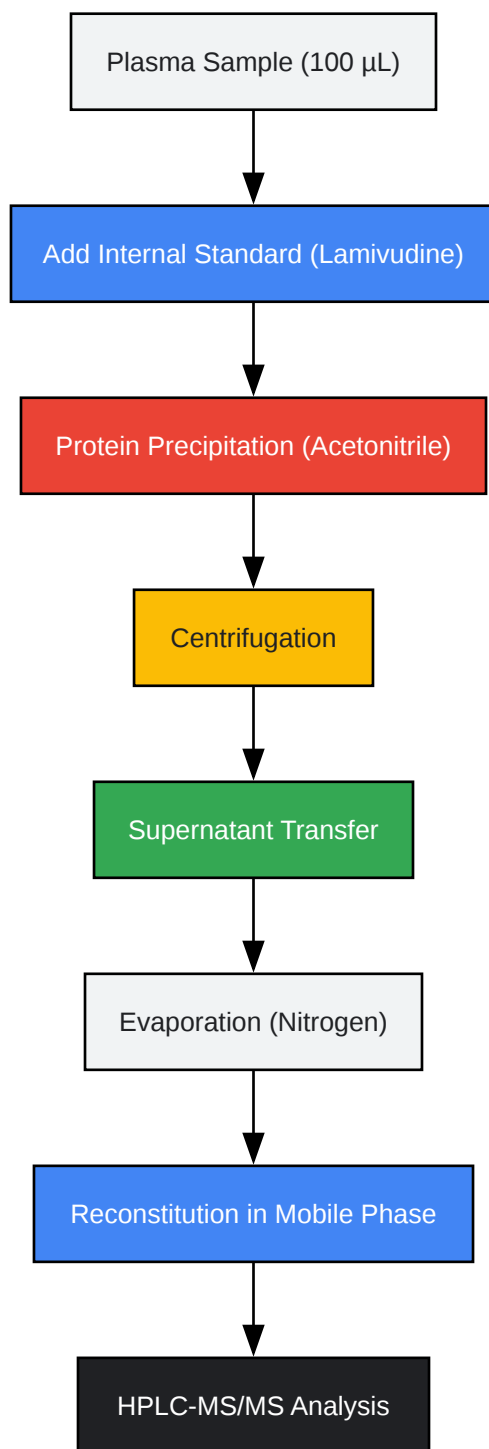 Plasma Sample (100 µL)
Add Internal Standard (Lamivudine)
Protein Precipitation (Acetonitrile)
Centrifugation
Supernatant Transfer
Evaporation (Nitrogen)
Reconstitution in Mobile Phase
HPLC-MS/MS Analysis